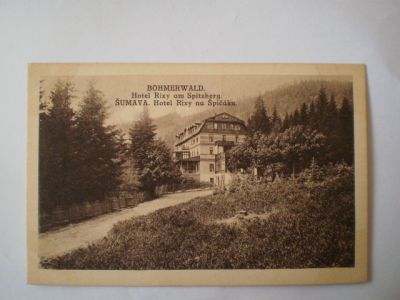 BÖHMERWALD.
Hotel Rixy am Spitzberg.
ŠUMAVA. Hotel Rixy na Špičáku.